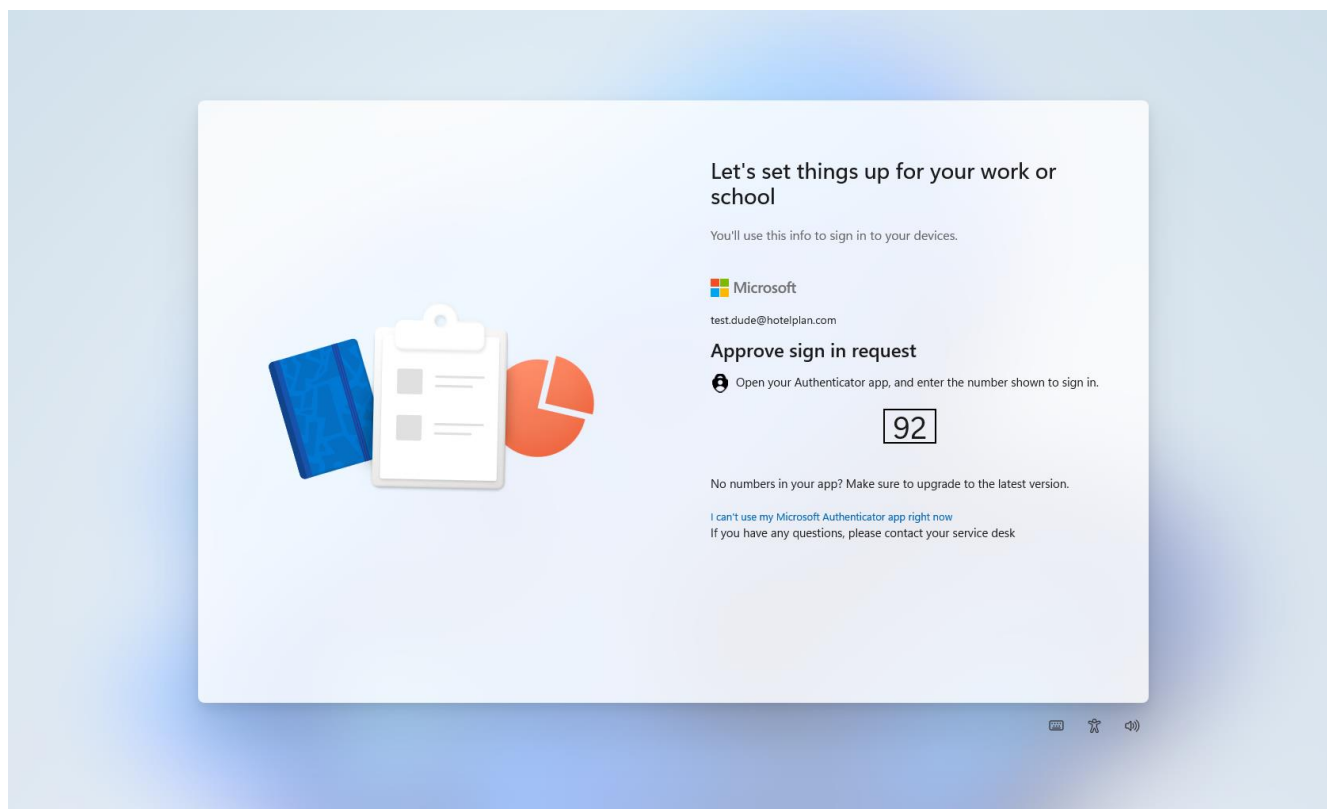 Let's set things up for your work or
school
You'll use this info to sign in to your devices.
Microsoft
test.dude@hotelplan.com
Approve sign in request
Open your Authenticator app, and enter the number shown to sign in.
92
No numbers in your app? Make sure to upgrade to the latest version.
I can't use my Microsoft Authenticator app right now
If you have any questions, please contact your service desk